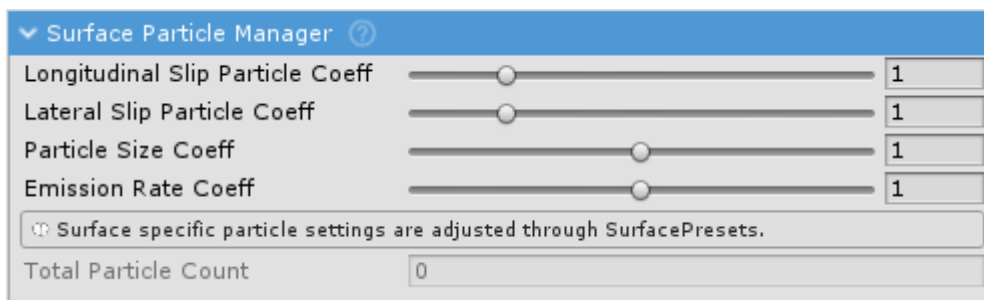 Surface Particle Manager ?
Longitudinal Slip Particle Coeff 1
Lateral Slip Particle Coeff 1
Particle Size Coeff 1
Emission Rate Coeff 1
Surface specific particle settings are adjusted through SurfacePresets.
Total Particle Count 0